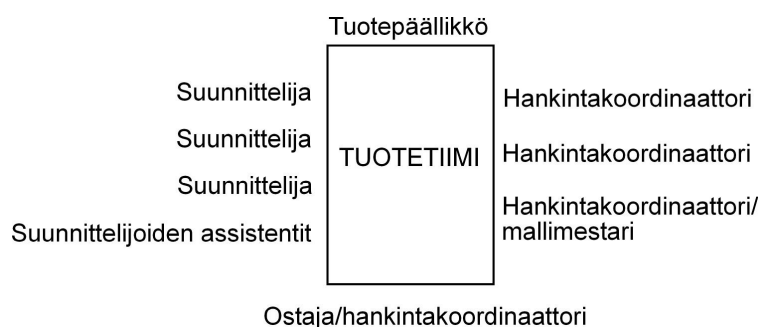 Tuotepäällikkö
Suunnittelija
Hankintakoordinaattori
Suunnittelija
TUOTETIIMI
Hankintakoordinaattori
Suunnittelija
Hankintakoordinaattori/
mallimestari
Suunnittelijoiden assistentit
Ostaja/hankintakoordinaattori